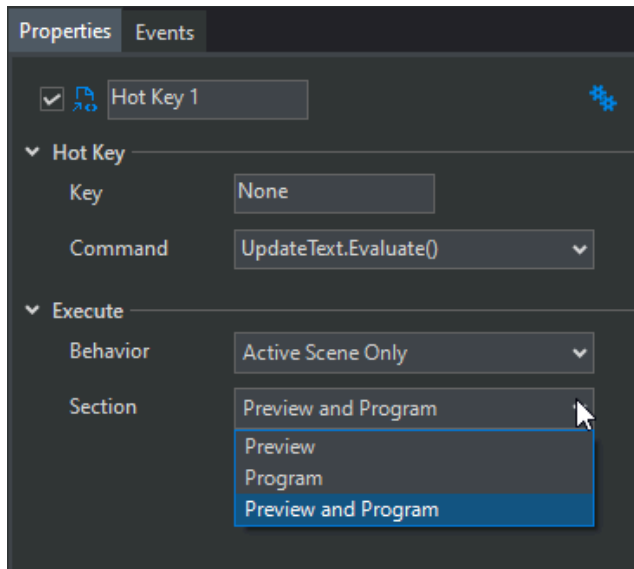 Properties Events
Hot Key 1
Hot Key
Key None
Command UpdateText.Evaluate()
Execute
Behavior Active Scene Only
Section Preview and Program
Preview
Program
Preview and Program